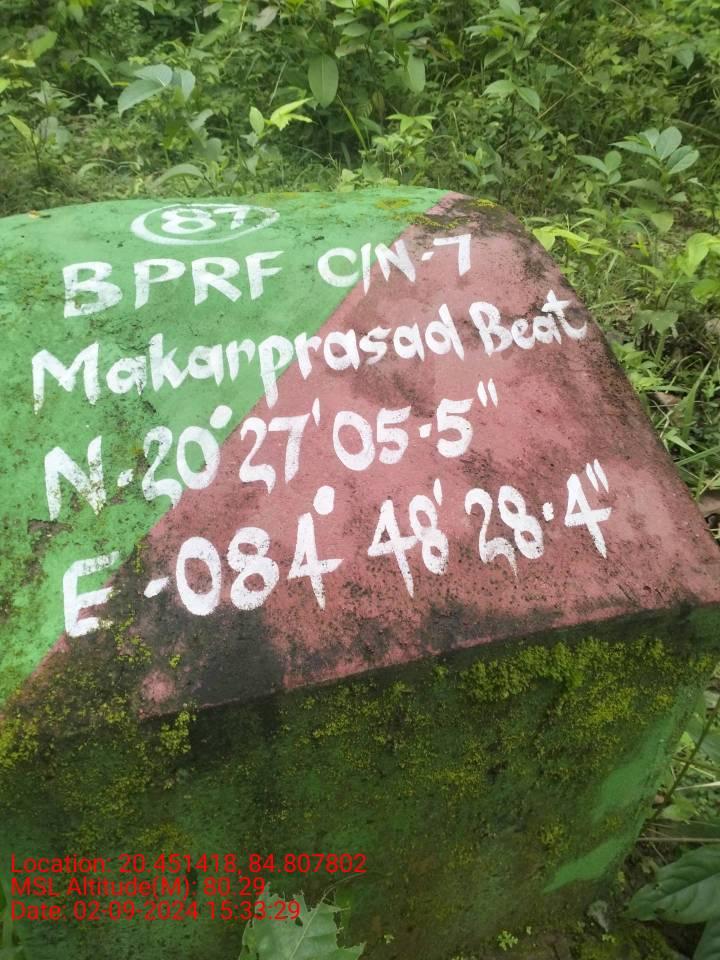 87
BPRF C/N-7
Makarprasad Beat
N-20° 27' 05.5"
E-084° 48' 28.4"
Location: 20.451418, 84.807802
MSL Altitude(M): 80.29
Date: 02-09-2024 15:33:29